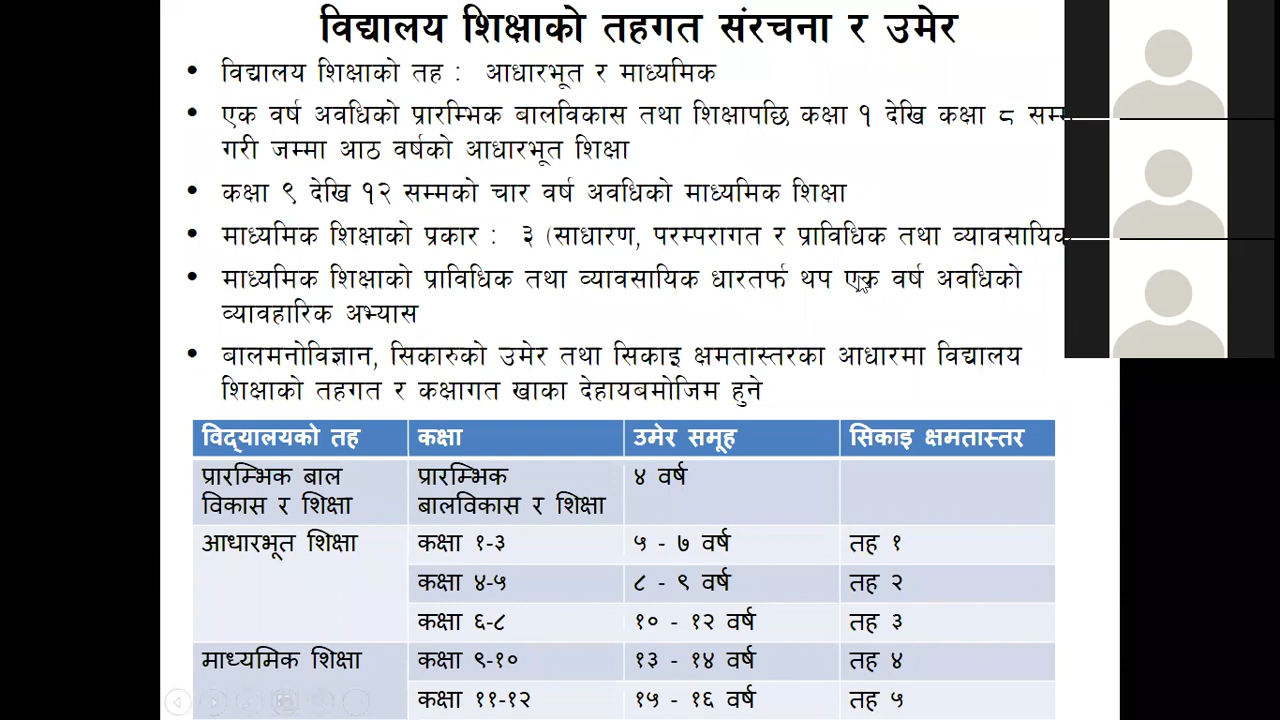 विद्यालय शिक्षाको तहगत संरचना र उमेर
• विद्यालय शिक्षाको तह : आधारभूत र माध्यमिक
• एक वर्ष अवधिको प्रारम्भिक बालविकास तथा शिक्षापछि कक्षा १ देखि कक्षा ८
गरी जम्मा आठ वर्षको आधारभूत शिक्षा
• कक्षा ९ देखि १२ सम्मको चार वर्ष अवधिको माध्यमिक शिक्षा
• माध्यमिक शिक्षाको प्रकार : ३ (साधारण, परम्परागत र प्राविधिक तथा व्यावसायिक
• माध्यमिक शिक्षाको प्राविधिक तथा व्यावसायिक धारतर्फ थप एक वर्ष अवधिको
व्यावहारिक अभ्यास
• बालमनोविज्ञान, सिकारुको उमेर तथा सिकाइ क्षमतास्तरका आधारमा विद्यालय
शिक्षाको तहगत र कक्षागत खाका देहायबमोजिम हुने
विद्‌यालयको तह कक्षा उमेर समूह सिकाइ क्षमतास्तर
प्रारम्भिक बाल प्रारम्भिक ४ वर्ष
विकास र शिक्षा बालविकास र शिक्षा
आधारभूत शिक्षा कक्षा १-३ ५ - ७ वर्ष तह १
कक्षा ४-५ ८ - ९ वर्ष तह २
कक्षा ६-८ १० - १२ वर्ष तह ३
माध्यमिक शिक्षा कक्षा ९-१० १३ - १४ वर्ष तह ४
कक्षा ११-१२ १५ - १६ वर्ष तह ५